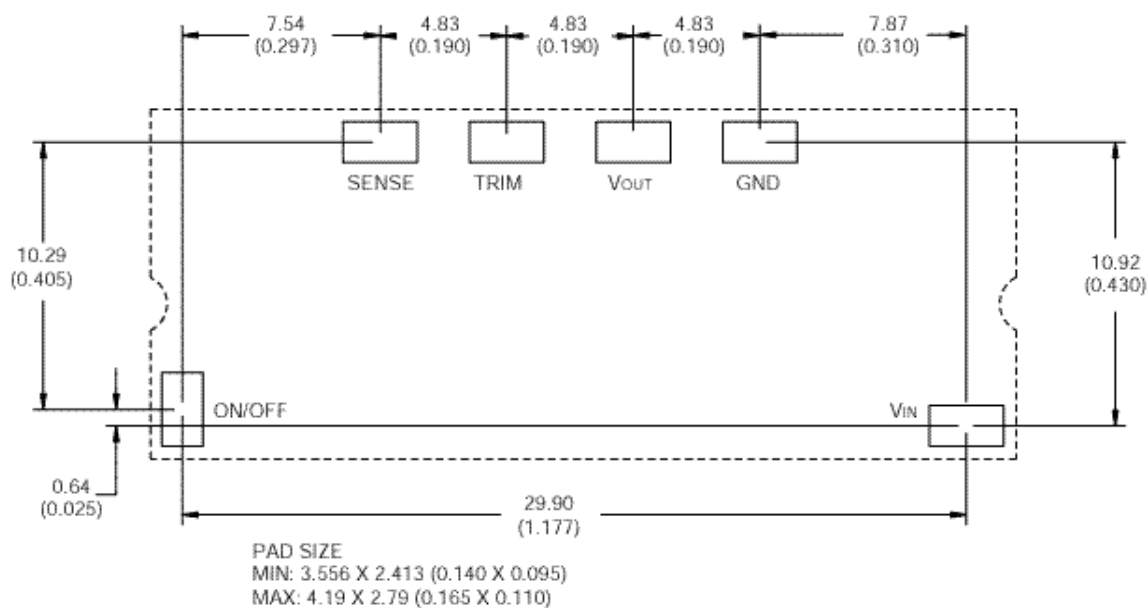 7.54
(0.297)
4.83
(0.190)
4.83
(0.190)
4.83
(0.190)
7.87
(0.310)
SENSE
TRIM
VOUT
GND
10.29
(0.405)
10.92
(0.430)
ON/OFF
VIN
0.64
(0.025)
29.90
(1.177)
PAD SIZE
MIN: 3.556 X 2.413 (0.140 X 0.095)
MAX: 4.19 X 2.79 (0.165 X 0.110)